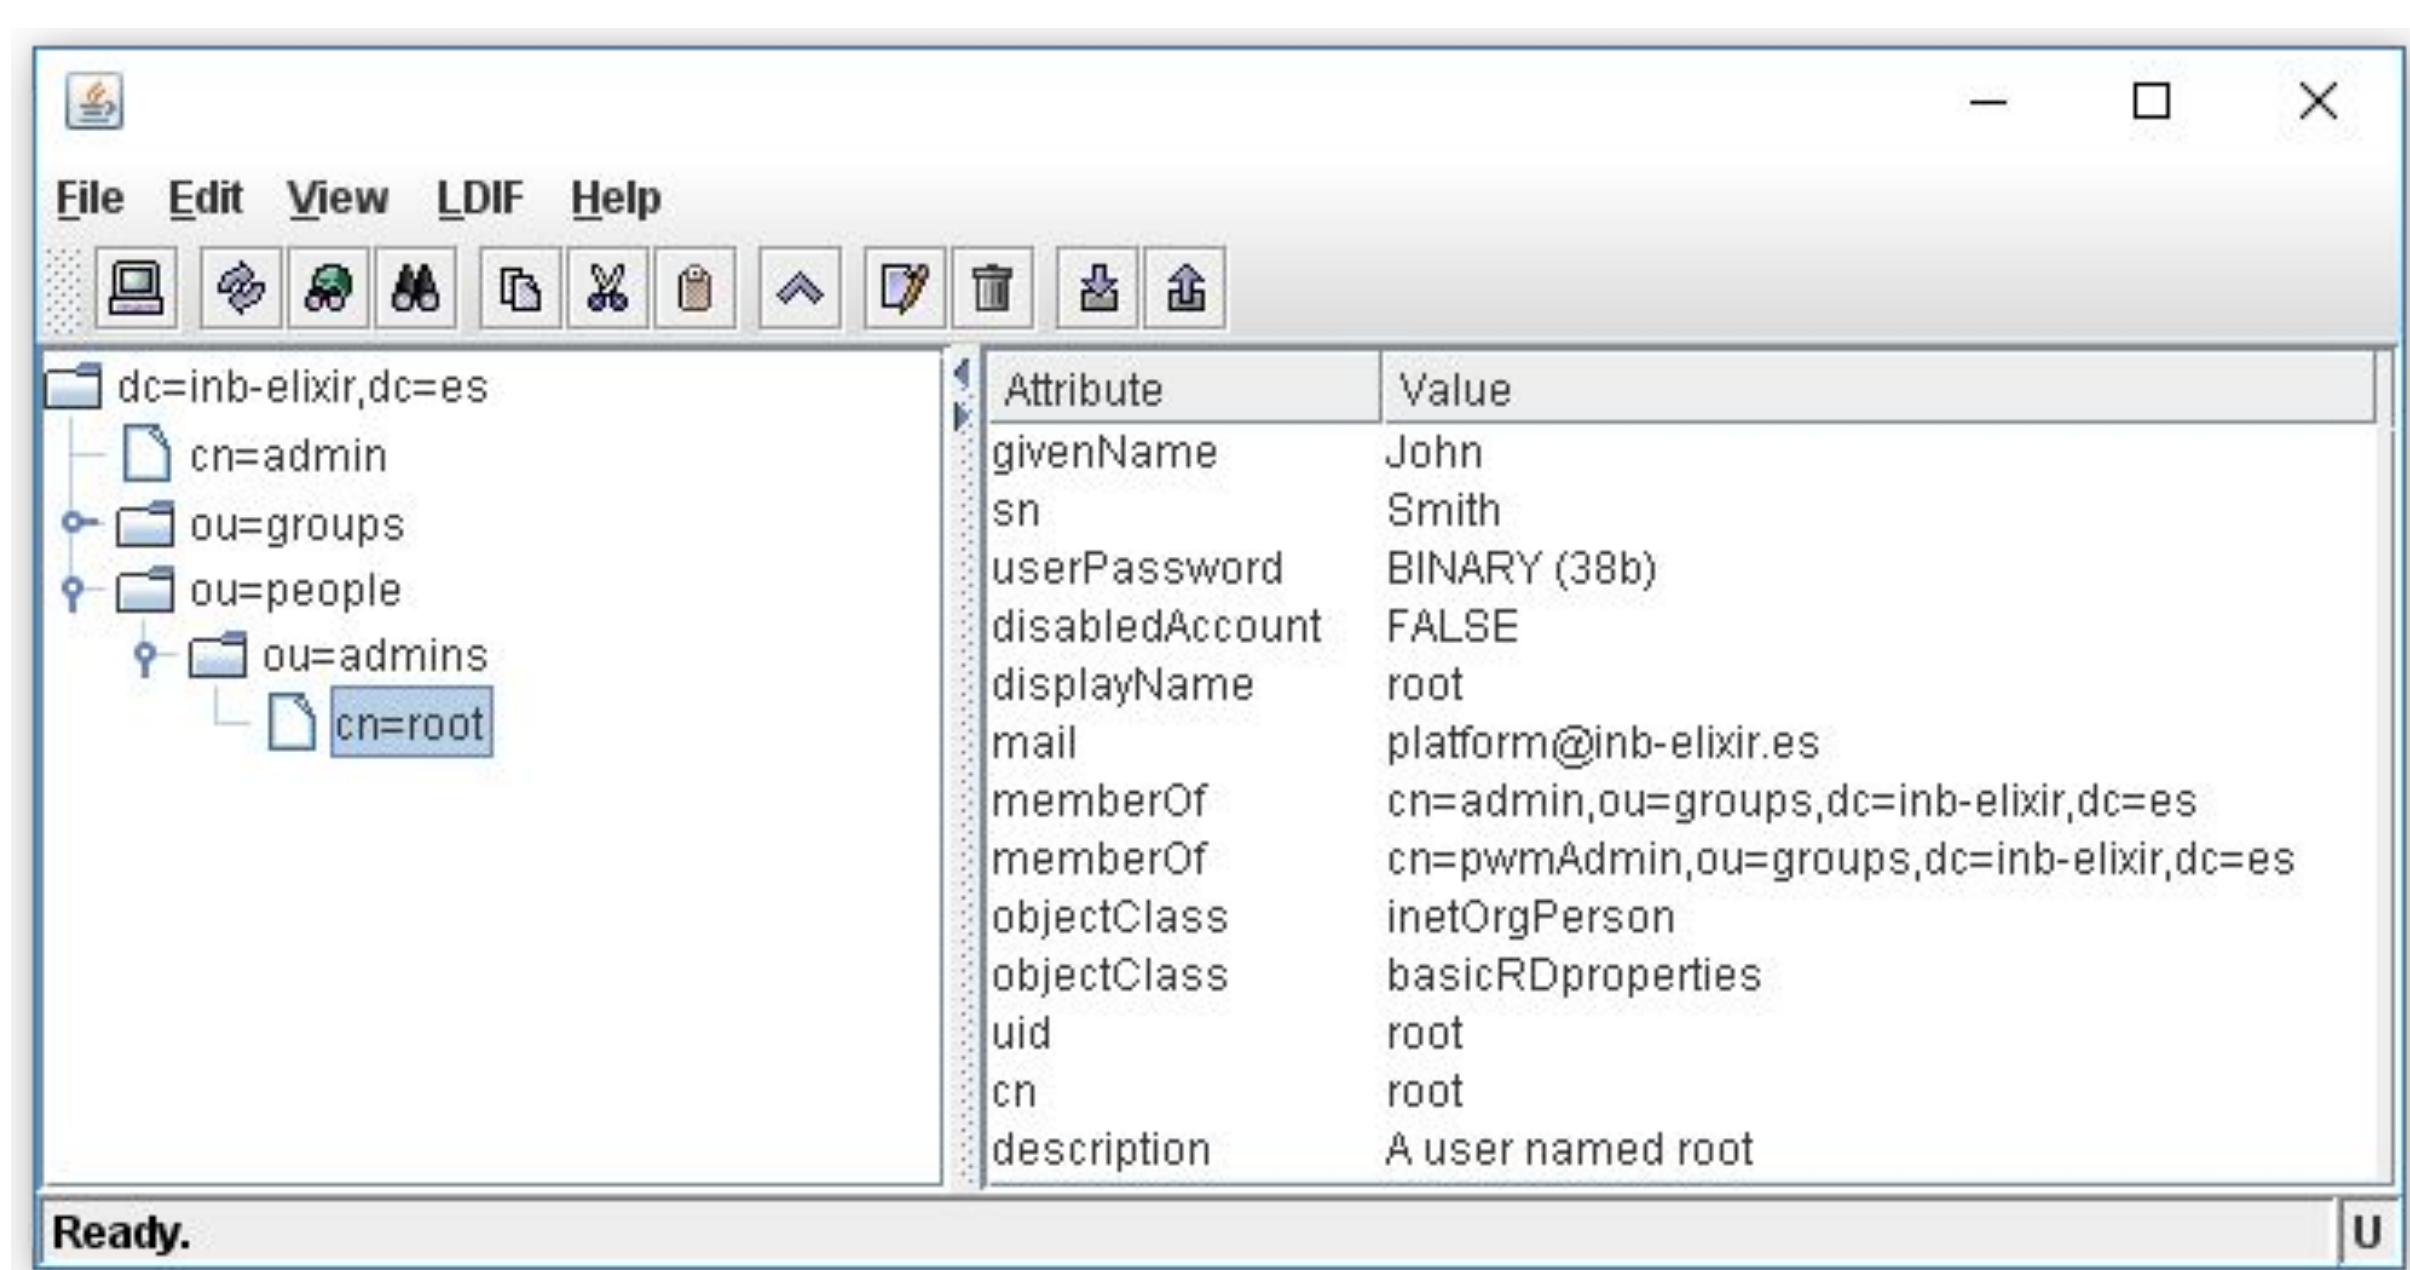 File Edit View LDIF Help
dc=inb-elixir,dc=es
cn=admin
ou=groups
ou=people
ou=admins
cn=root
Attribute Value
givenName John
sn Smith
userPassword BINARY (38b)
disabledAccount FALSE
displayName root
mail platform@inb-elixir.es
memberOf cn=admin,ou=groups,dc=inb-elixir,dc=es
memberOf cn=pwmAdmin,ou=groups,dc=inb-elixir,dc=es
objectClass inetOrgPerson
objectClass basicRDproperties
uid root
cn root
description A user named root
Ready. U